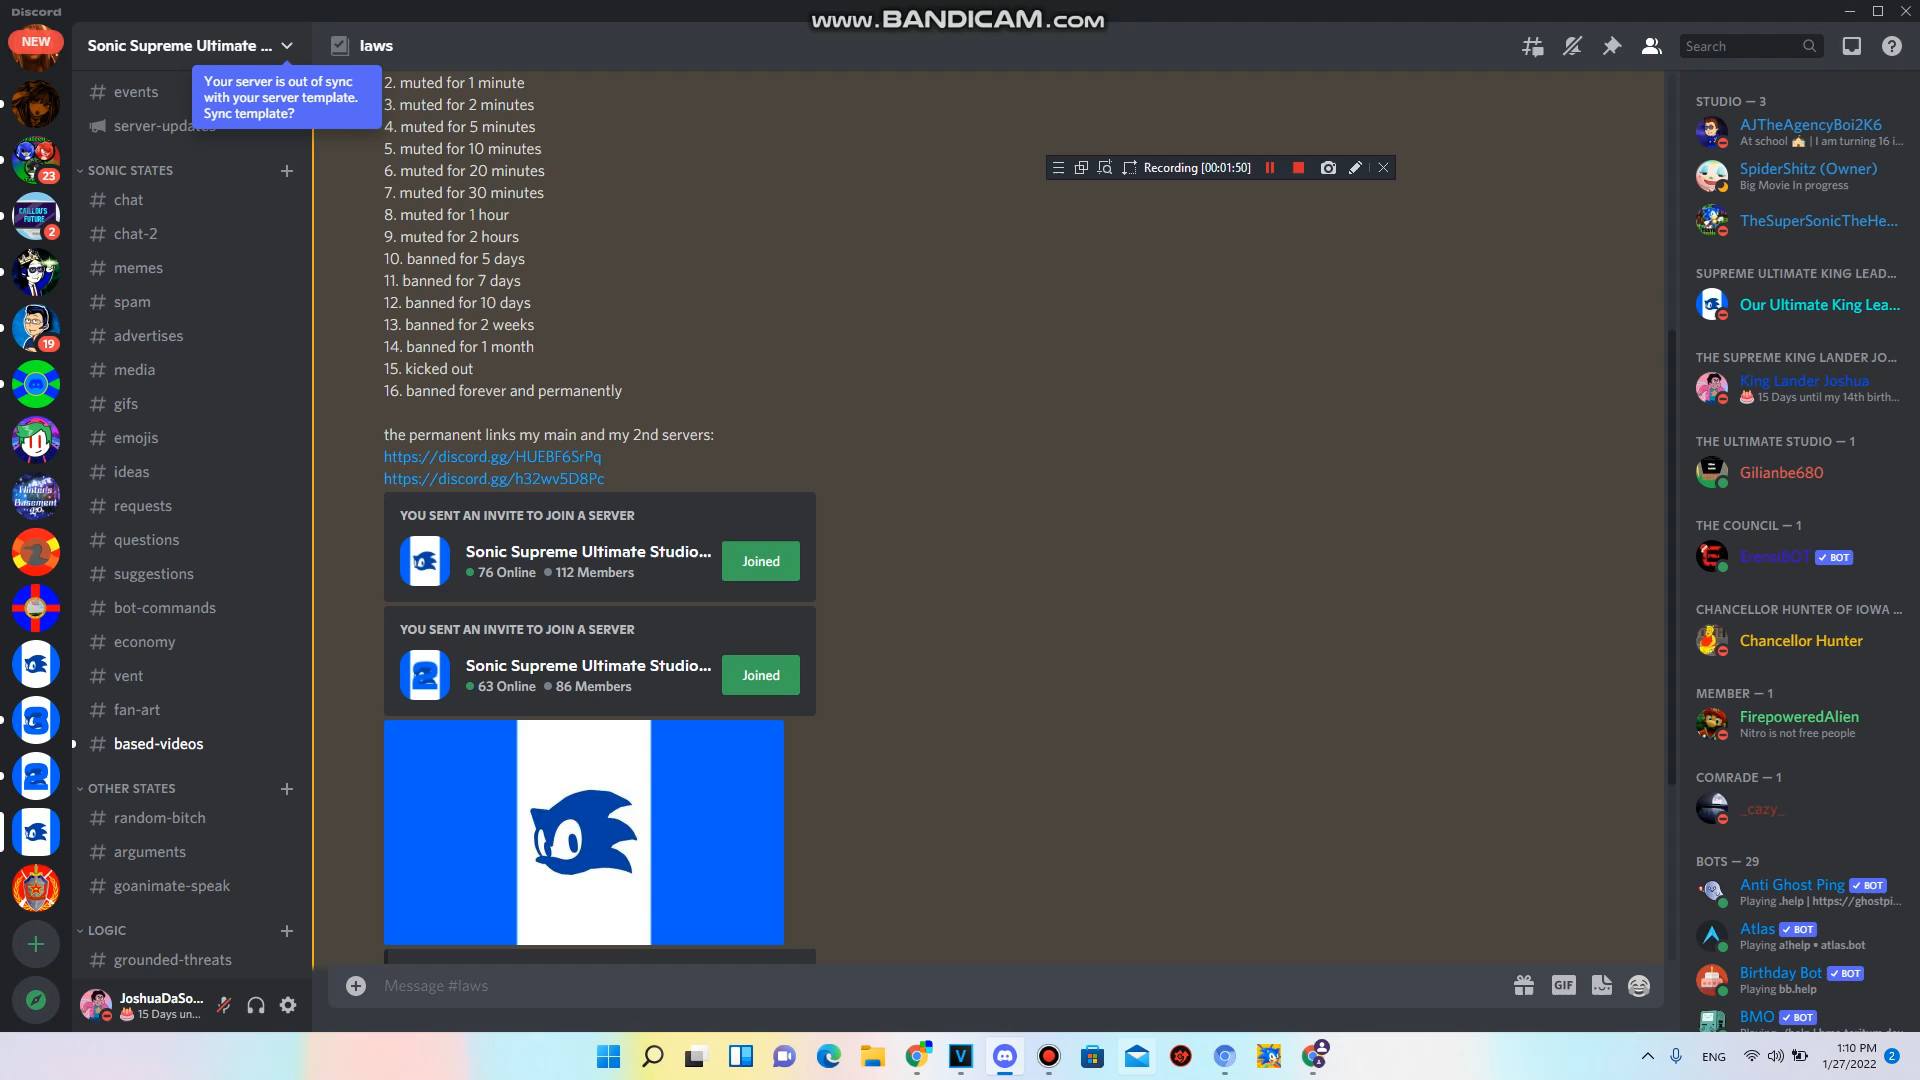 Discord
www.BANDICAM.com
NEW
23
2
19
Sonic Supreme Ultimate ...
Your server is out of sync
with your server template.
Sync template?
events
server-updates
SONIC STATES
chat
chat-2
memes
spam
advertises
media
gifs
emojis
ideas
requests
questions
suggestions
bot-commands
economy
vent
fan-art
based-videos
OTHER STATES
random-bitch
arguments
goanimate-speak
LOGIC
grounded-threats
JoshuaDaSo...
15 Days un...
laws
Search
2. muted for 1 minute
3. muted for 2 minutes
4. muted for 5 minutes
5. muted for 10 minutes
6. muted for 20 minutes
7. muted for 30 minutes
8. muted for 1 hour
9. muted for 2 hours
10. banned for 5 days
11. banned for 7 days
12. banned for 10 days
13. banned for 2 weeks
14. banned for 1 month
15. kicked out
16. banned forever and permanently
the permanent links my main and my 2nd servers:
https://discord.gg/HUEBF6SrPq
https://discord.gg/h32wv5D8Pc
YOU SENT AN INVITE TO JOIN A SERVER
Sonic Supreme Ultimate Studio...
76 Online 112 Members
Joined
YOU SENT AN INVITE TO JOIN A SERVER
Sonic Supreme Ultimate Studio...
63 Online 86 Members
Joined
Message #laws
GIF
Recording [00:01:50]
STUDIO — 3
AJTheAgencyBoi2K6
At school | I am turning 16 i...
SpiderShitz (Owner)
Big Movie In progress
TheSuperSonicTheHe...
SUPREME ULTIMATE KING LEAD...
Our Ultimate King Lea...
THE SUPREME KING LANDER JO...
King Lander Joshua
15 Days until my 14th birth...
THE ULTIMATE STUDIO — 1
Gilianbe680
THE COUNCIL — 1
ErensiBOT BOT
CHANCELLOR HUNTER OF IOWA ...
Chancellor Hunter
MEMBER — 1
FirepoweredAlien
Nitro is not free people
COMRADE — 1
_cazy_
BOTS — 29
Anti Ghost Ping BOT
Playing .help | https://ghostpi...
Atlas BOT
Playing a!help • atlas.bot
Birthday Bot BOT
Playing bb.help
BMO BOT
ENG
1:10 PM
1/27/2022
2